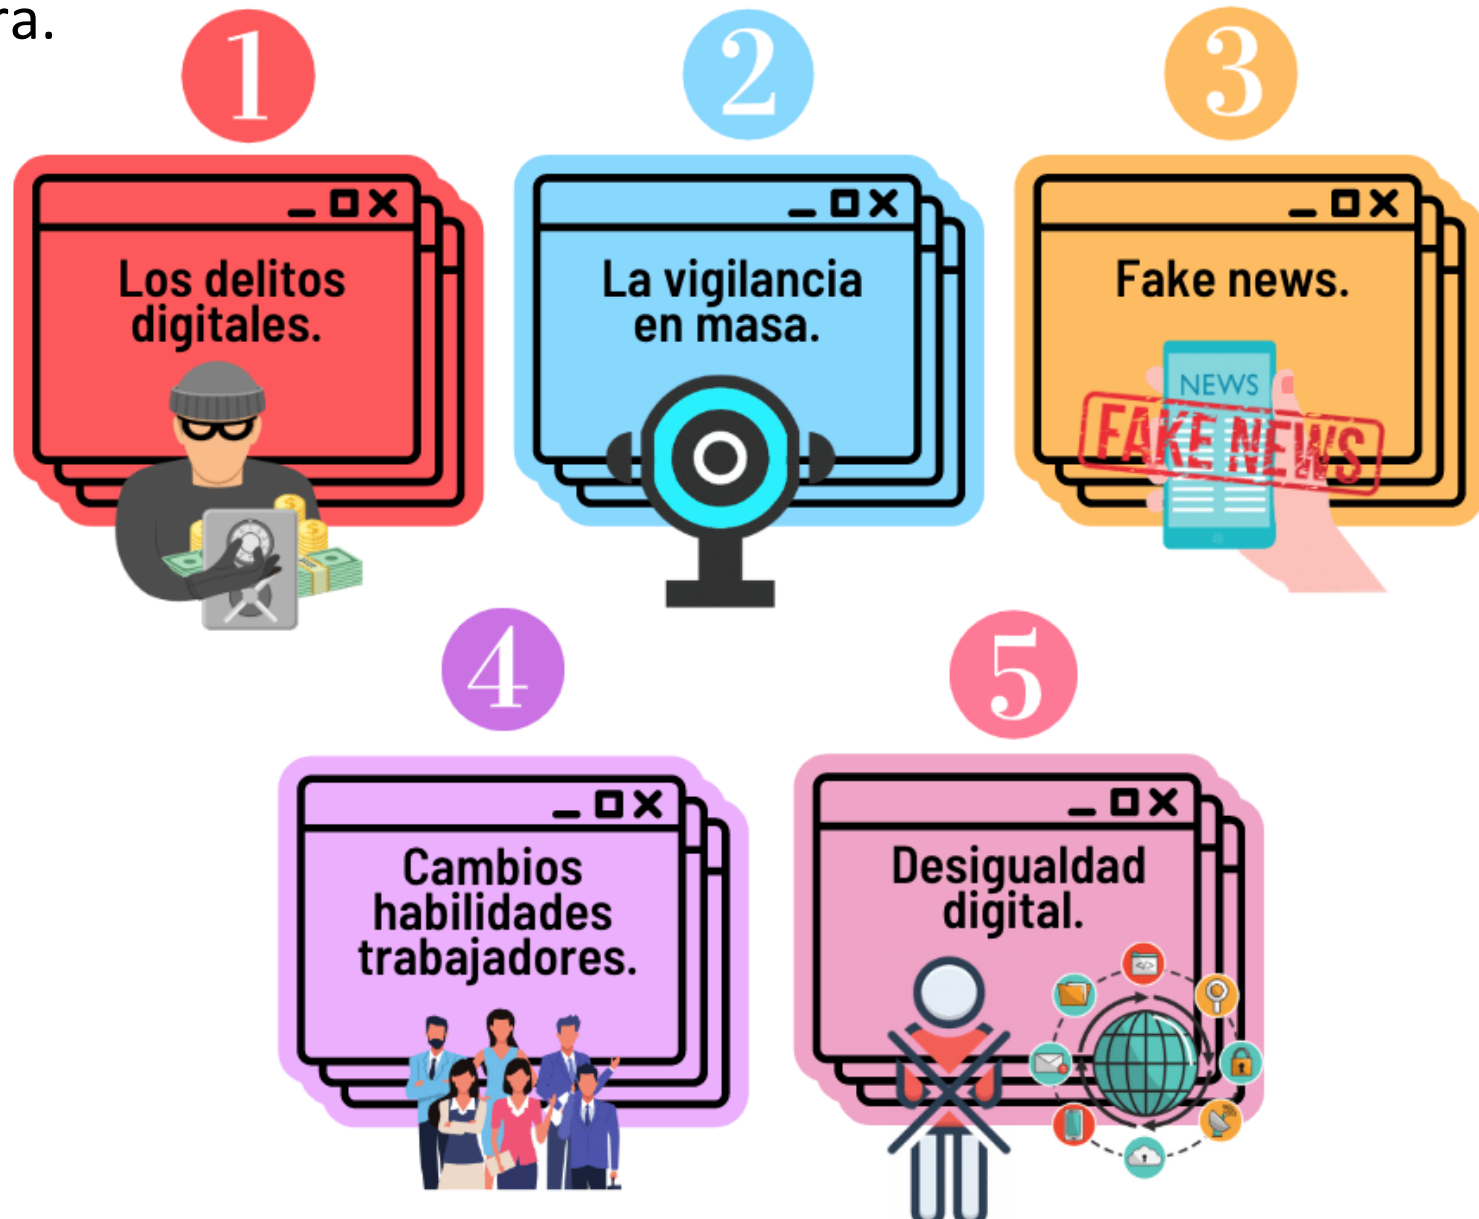 ra.
1
2
3
Los delitos
digitales.
La vigilancia
en masa.
Fake news.
NEWS
FAKE NEWS
4
5
Cambios
habilidades
trabajadores.
Desigualdad
digital.